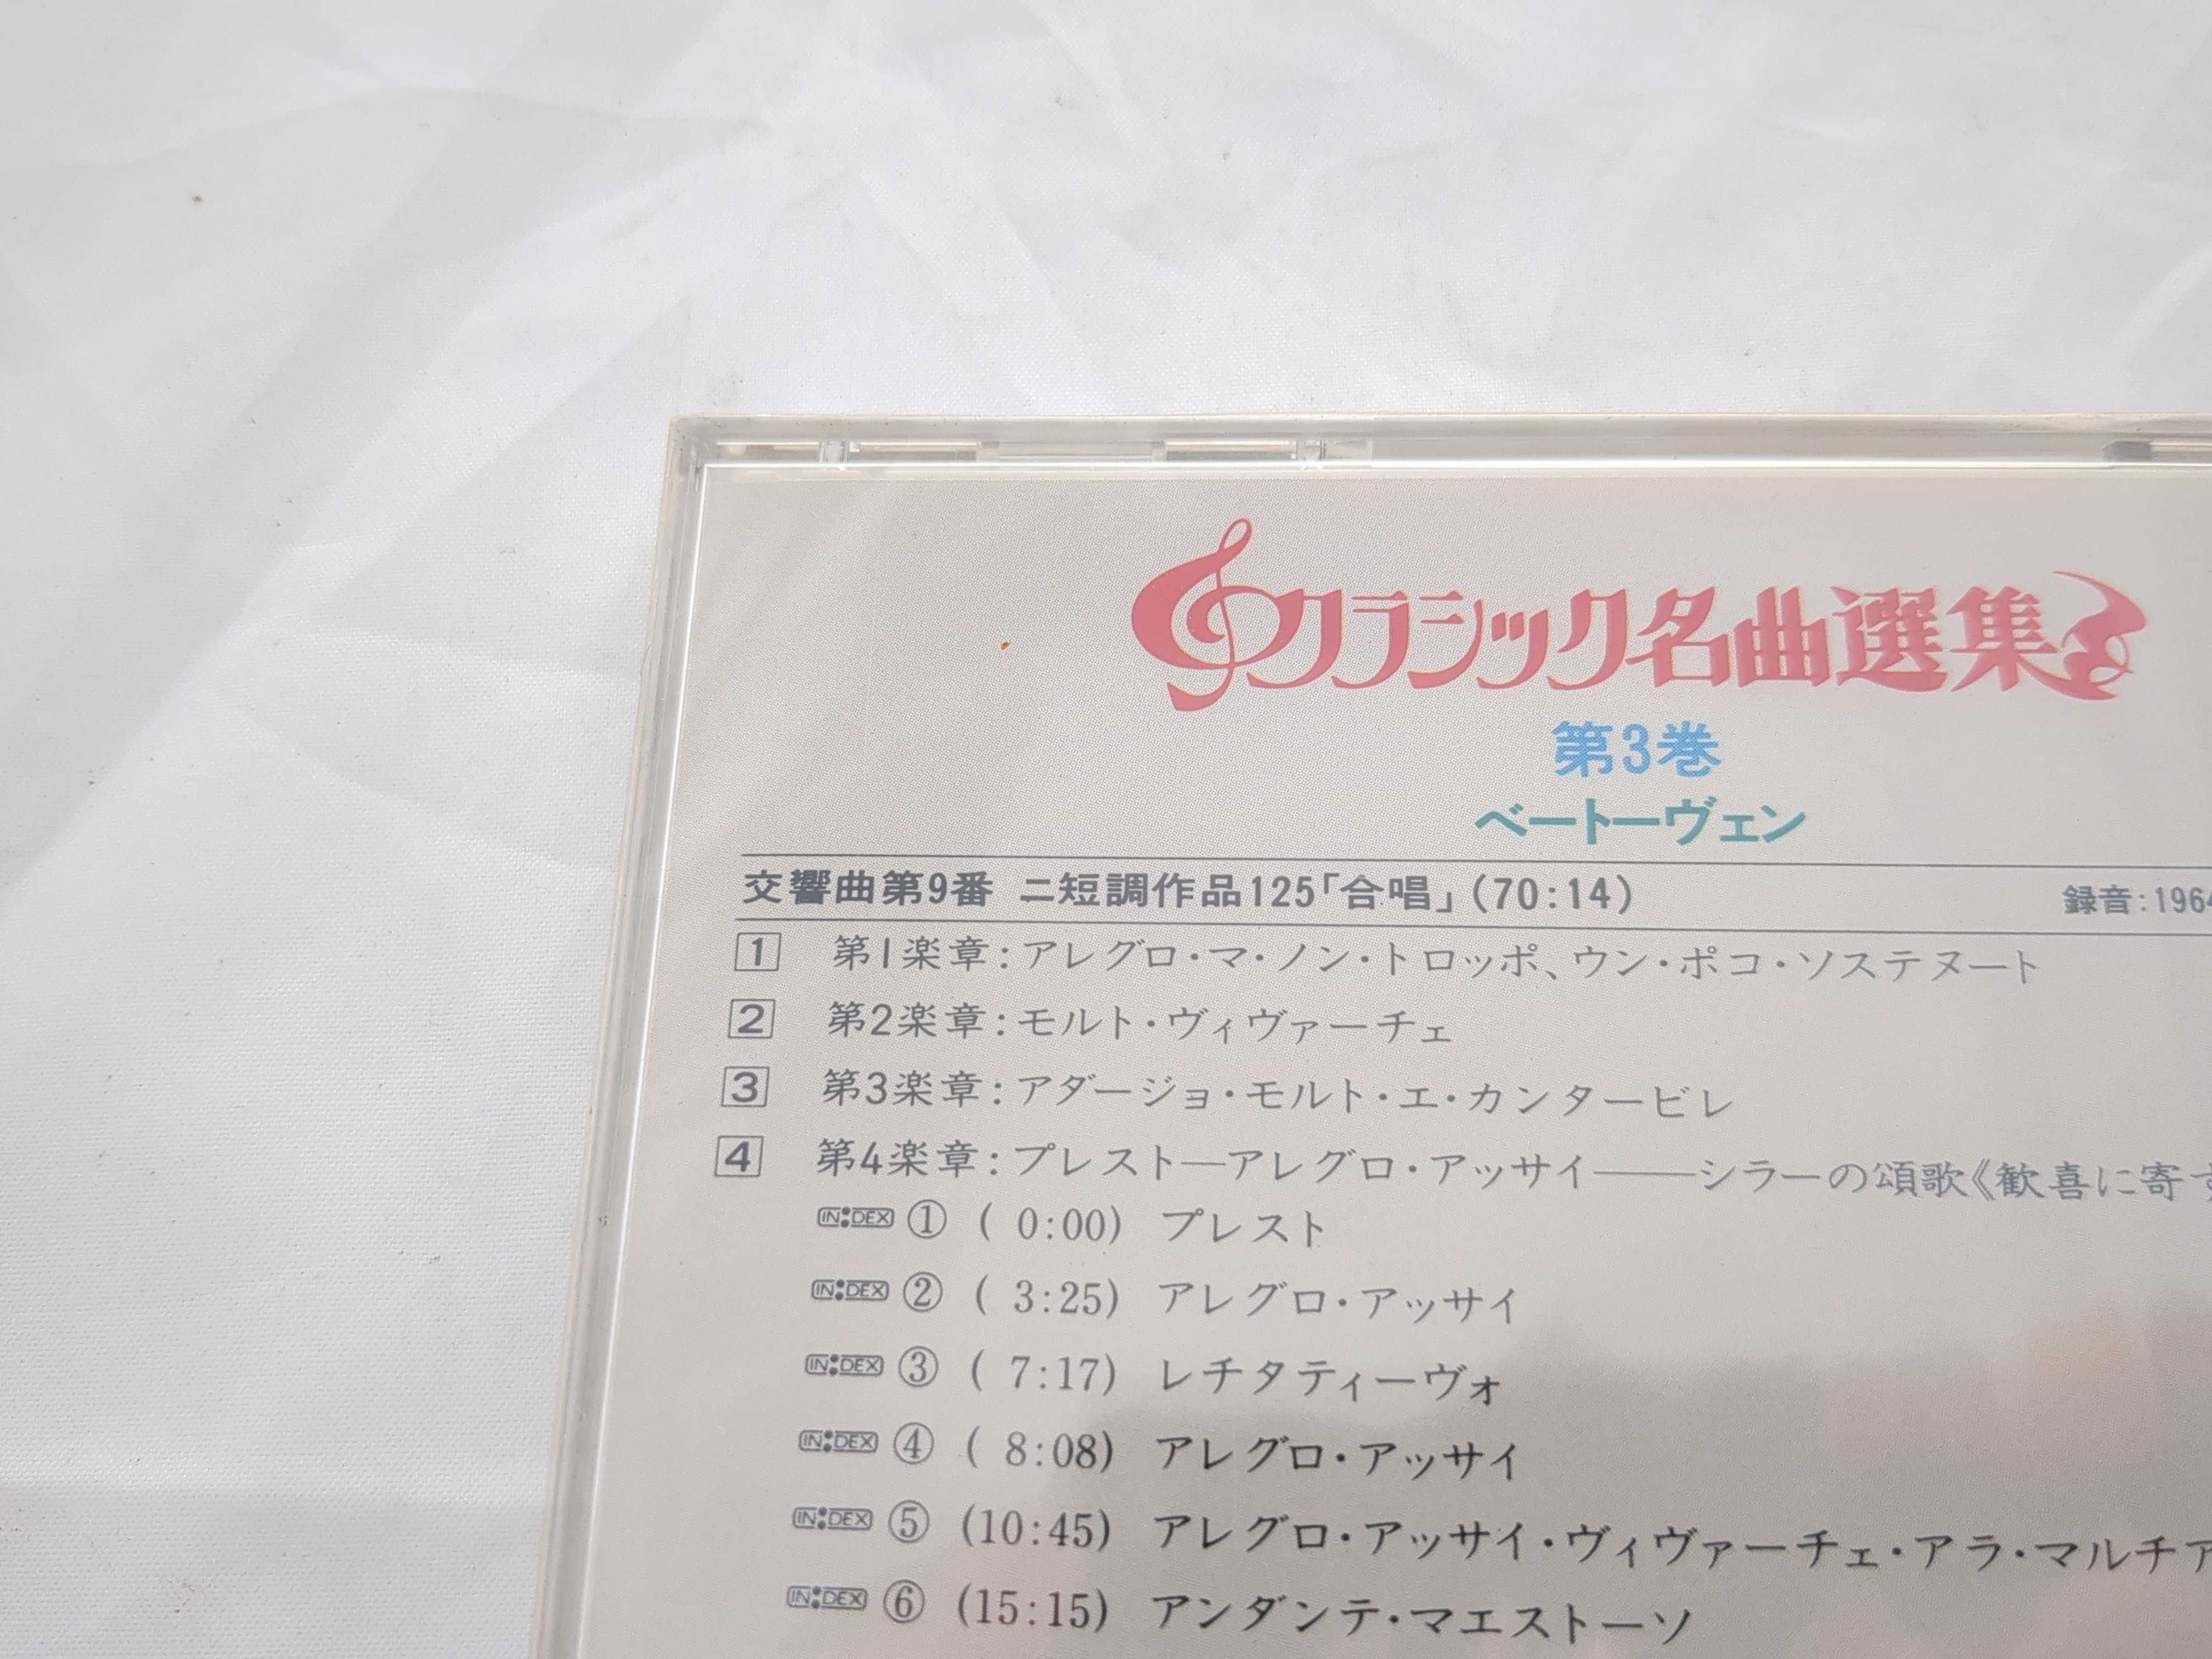 クラシック名曲選集
第3巻
ベートーヴェン
交響曲第9番 ニ短調作品125「合唱」(70:14) 録音:1964
1 第1楽章:アレグロ・マ・ノン・トロッポ、ウン・ポコ・ソステヌート
2 第2楽章:モルト・ヴィヴァーチェ
3 第3楽章:アダージョ・モルト・エ・カンタービレ
4 第4楽章:プレスト―アレグロ・アッサイ――シラーの頌歌《歓喜に寄す
INDEX ① ( 0:00) プレスト
INDEX ② ( 3:25) アレグロ・アッサイ
INDEX ③ ( 7:17) レチタティーヴォ
INDEX ④ ( 8:08) アレグロ・アッサイ
INDEX ⑤ (10:45) アレグロ・アッサイ・ヴィヴァーチェ・アラ・マルチア
INDEX ⑥ (15:15) アンダンテ・マエストーソ